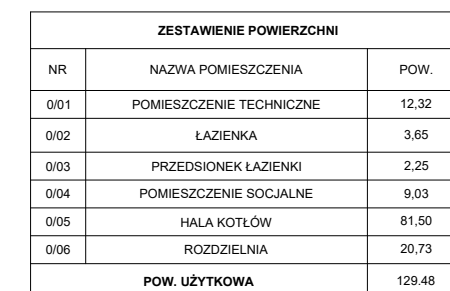 ZESTAWIENIE POWIERZCHNI
NR NAZWA POMIESZCZENIA POW.
0/01 POMIESZCZENIE TECHNICZNE 12,32
0/02 ŁAZIENKA 3,65
0/03 PRZEDSIONEK ŁAZIENKI 2,25
0/04 POMIESZCZENIE SOCJALNE 9,03
0/05 HALA KOTŁÓW 81,50
0/06 ROZDZIELNIA 20,73
POW. UŻYTKOWA 129.48